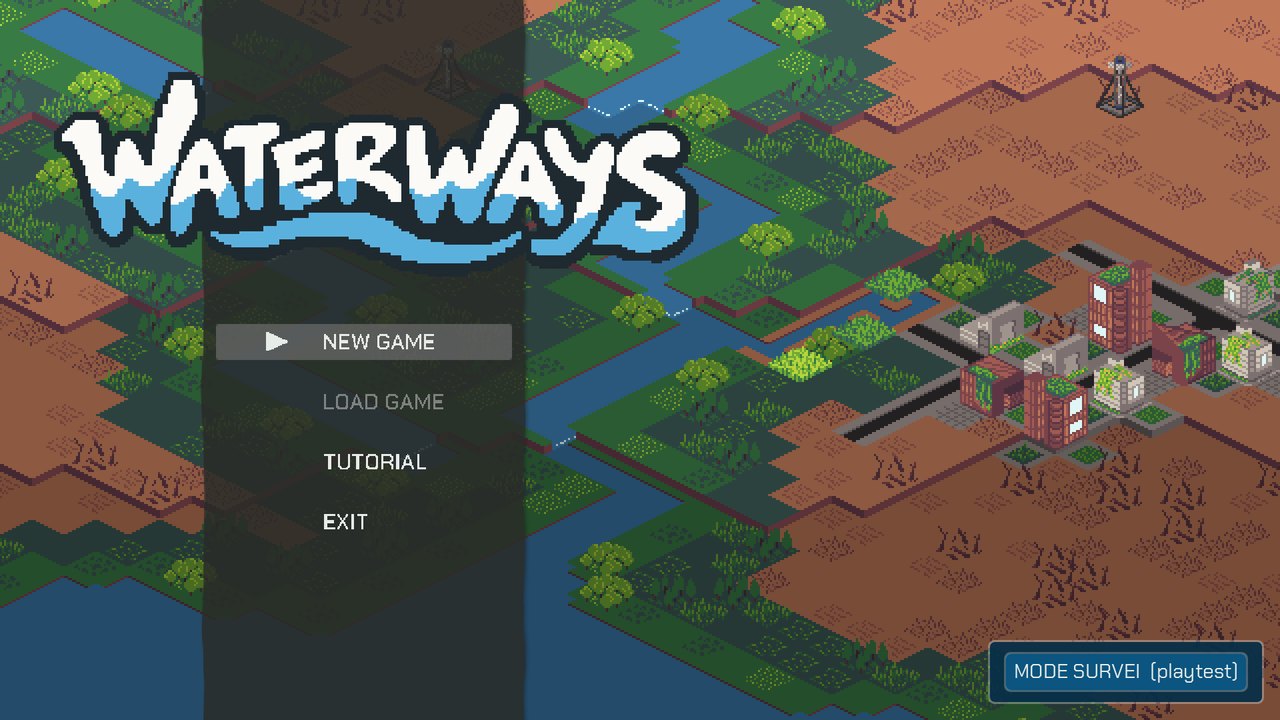 WATERWAYS
NEW GAME
LOAD GAME
TUTORIAL
EXIT
MODE SURVEI (playtest)